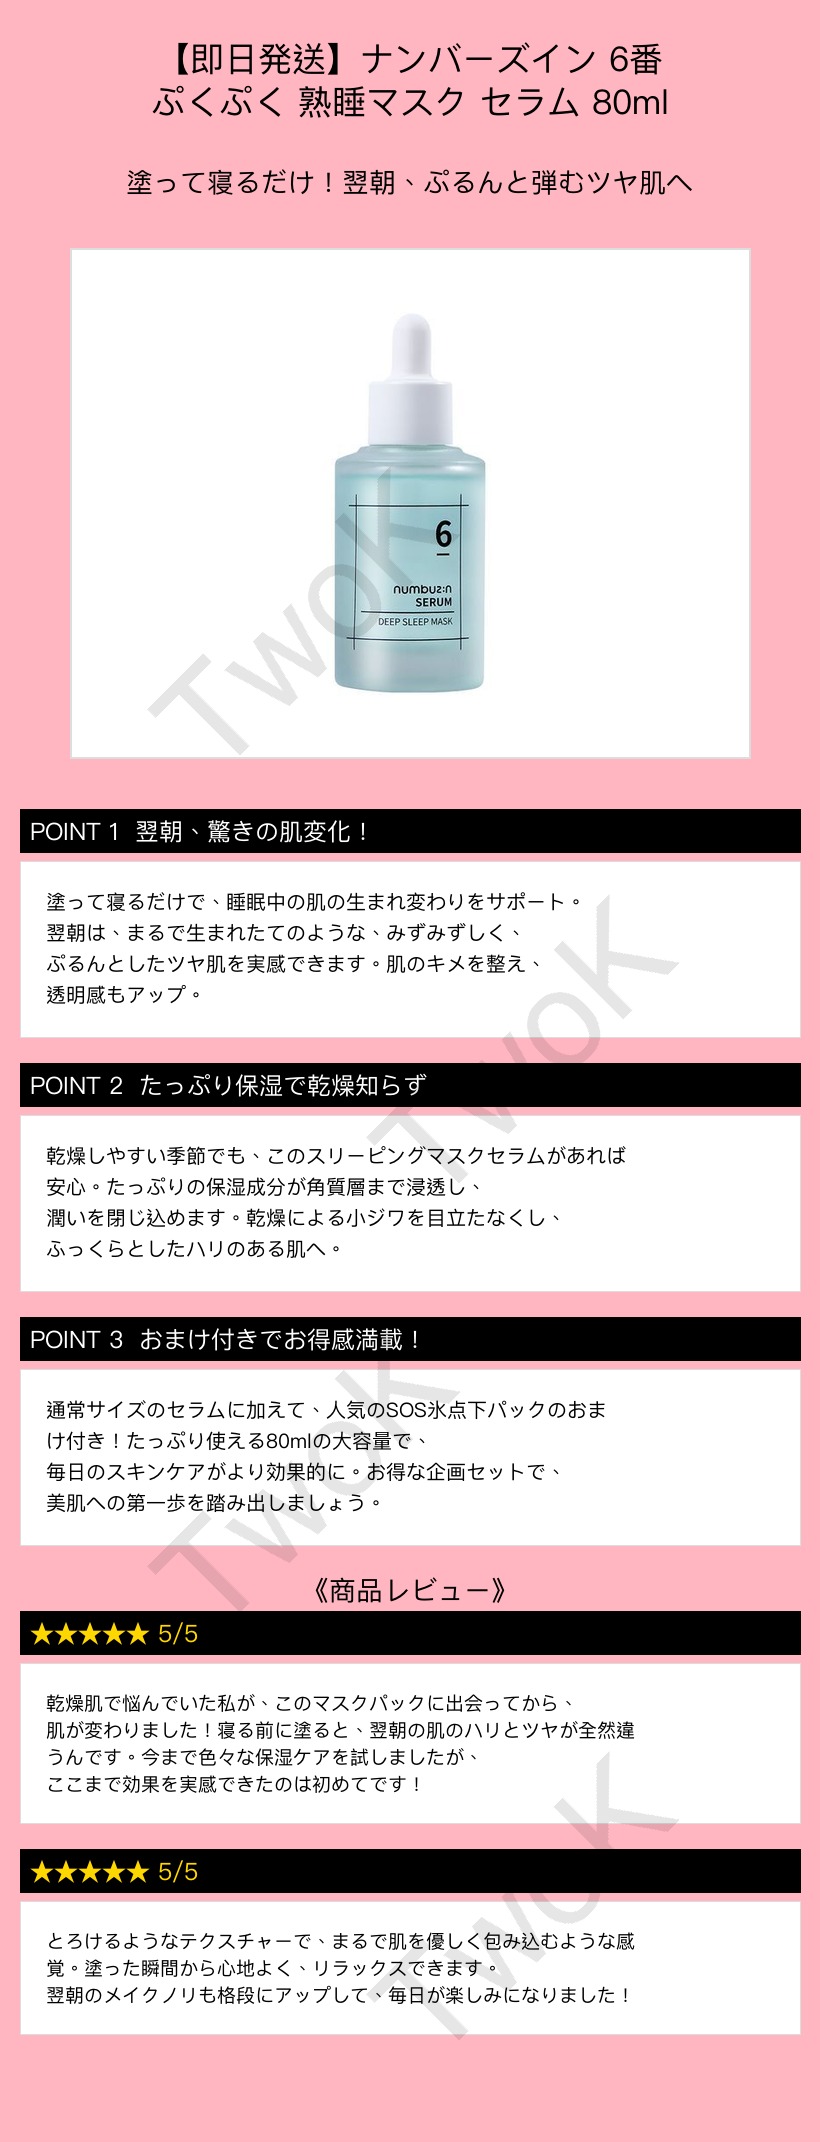 【即日発送】ナンバーズイン 6番
ぷくぷく 熟睡マスク セラム 80ml
塗って寝るだけ！翌朝、ぷるんと弾むツヤ肌へ
6
numbuz:n
SERUM
DEEP SLEEP MASK
TwoK
POINT 1 翌朝、驚きの肌変化！
塗って寝るだけで、睡眠中の肌の生まれ変わりをサポート。
翌朝は、まるで生まれたてのような、みずみずしく、
ぷるんとしたツヤ肌を実感できます。肌のキメを整え、
透明感もアップ。
TwoK
POINT 2 たっぷり保湿で乾燥知らず
乾燥しやすい季節でも、このスリーピングマスクセラムがあれば
安心。たっぷりの保湿成分が角質層まで浸透し、
潤いを閉じ込めます。乾燥による小ジワを目立たなくし、
ふっくらとしたハリのある肌へ。
POINT 3 おまけ付きでお得感満載！
通常サイズのセラムに加えて、人気のSOS氷点下パックのおま
け付き！たっぷり使える80mlの大容量で、
毎日のスキンケアがより効果的に。お得な企画セットで、
美肌への第一歩を踏み出しましょう。
TwoK
《商品レビュー》
★★★★★ 5/5
乾燥肌で悩んでいた私が、このマスクパックに出会ってから、
肌が変わりました！寝る前に塗ると、翌朝の肌のハリとツヤが全然違
うんです。今まで色々な保湿ケアを試しましたが、
ここまで効果を実感できたのは初めてです！
★★★★★ 5/5
とろけるようなテクスチャーで、まるで肌を優しく包み込むような感
覚。塗った瞬間から心地よく、リラックスできます。
翌朝のメイクノリも格段にアップして、毎日が楽しみになりました！
TwoK